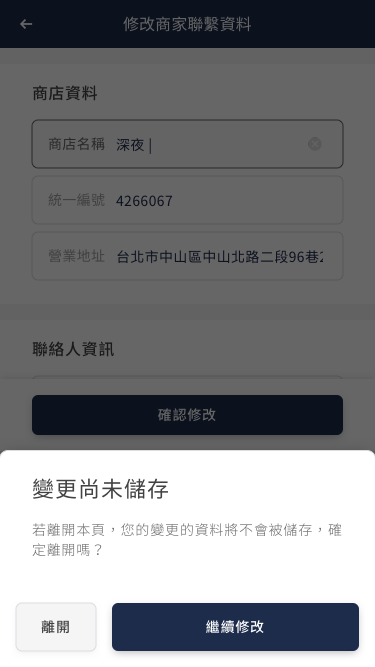 修改商家聯繫資料
商店資料
商店名稱 深夜
統一編號 4266067
營業地址 台北市中山區中山北路二段96巷
聯絡人資訊
確認修改
變更尚未儲存
若離開本頁，您的變更的資料將不會被儲存，確
定離開嗎？
離開 繼續修改